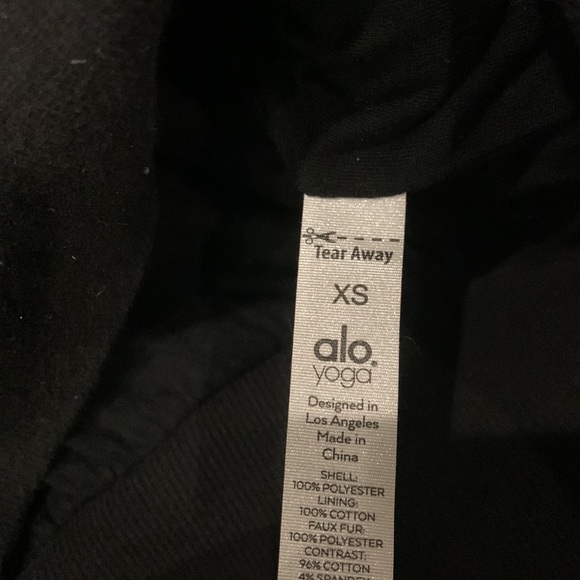 Tear Away
XS
alo
yoga
Designed in
Los Angeles
Made in
China
SHELL:
100% POLYESTER
LINING:
100% COTTON
FAUX FUR:
100% POLYESTER
CONTRAST:
96% COTTON
4% SPANDEX